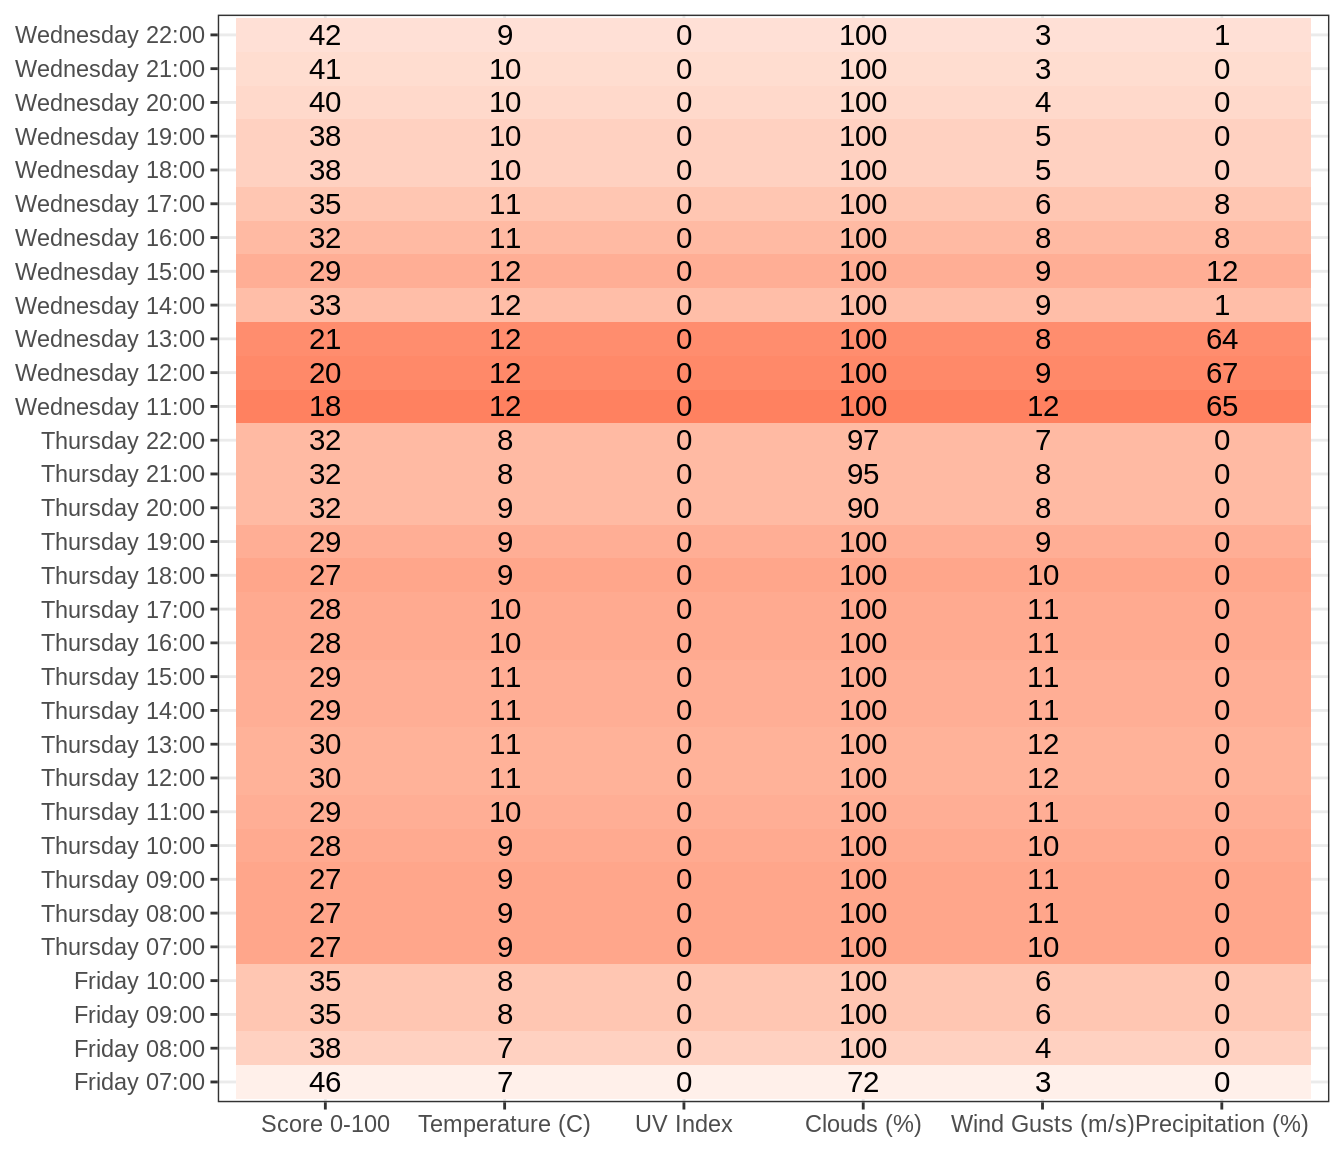 Wednesday 22:00 42 9 0 100 3 1
Wednesday 21:00 41 10 0 100 3 0
Wednesday 20:00 40 10 0 100 4 0
Wednesday 19:00 38 10 0 100 5 0
Wednesday 18:00 38 10 0 100 5 0
Wednesday 17:00 35 11 0 100 6 8
Wednesday 16:00 32 11 0 100 8 8
Wednesday 15:00 29 12 0 100 9 12
Wednesday 14:00 33 12 0 100 9 1
Wednesday 13:00 21 12 0 100 8 64
Wednesday 12:00 20 12 0 100 9 67
Wednesday 11:00 18 12 0 100 12 65
Thursday 22:00 32 8 0 97 7 0
Thursday 21:00 32 8 0 95 8 0
Thursday 20:00 32 9 0 90 8 0
Thursday 19:00 29 9 0 100 9 0
Thursday 18:00 27 9 0 100 10 0
Thursday 17:00 28 10 0 100 11 0
Thursday 16:00 28 10 0 100 11 0
Thursday 15:00 29 11 0 100 11 0
Thursday 14:00 29 11 0 100 11 0
Thursday 13:00 30 11 0 100 12 0
Thursday 12:00 30 11 0 100 12 0
Thursday 11:00 29 10 0 100 11 0
Thursday 10:00 28 9 0 100 10 0
Thursday 09:00 27 9 0 100 11 0
Thursday 08:00 27 9 0 100 11 0
Thursday 07:00 27 9 0 100 10 0
Friday 10:00 35 8 0 100 6 0
Friday 09:00 35 8 0 100 6 0
Friday 08:00 38 7 0 100 4 0
Friday 07:00 46 7 0 72 3 0
Score 0-100 Temperature (C) UV Index Clouds (%) Wind Gusts (m/s) Precipitation (%)